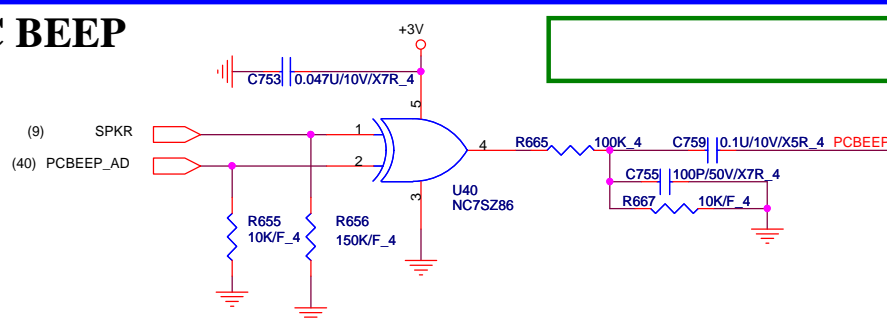 C BEEP
+3V
C753 0.047U/10V/X7R_4
5
(9) SPKR
1
4
R665 100K_4
C759 0.1U/10V/X5R_4
PCBEEP
(40) PCBEEP_AD
2
C755 100P/50V/X7R_4
3
U40
NC7SZ86
R667 10K/F_4
R655
10K/F_4
R656
150K/F_4